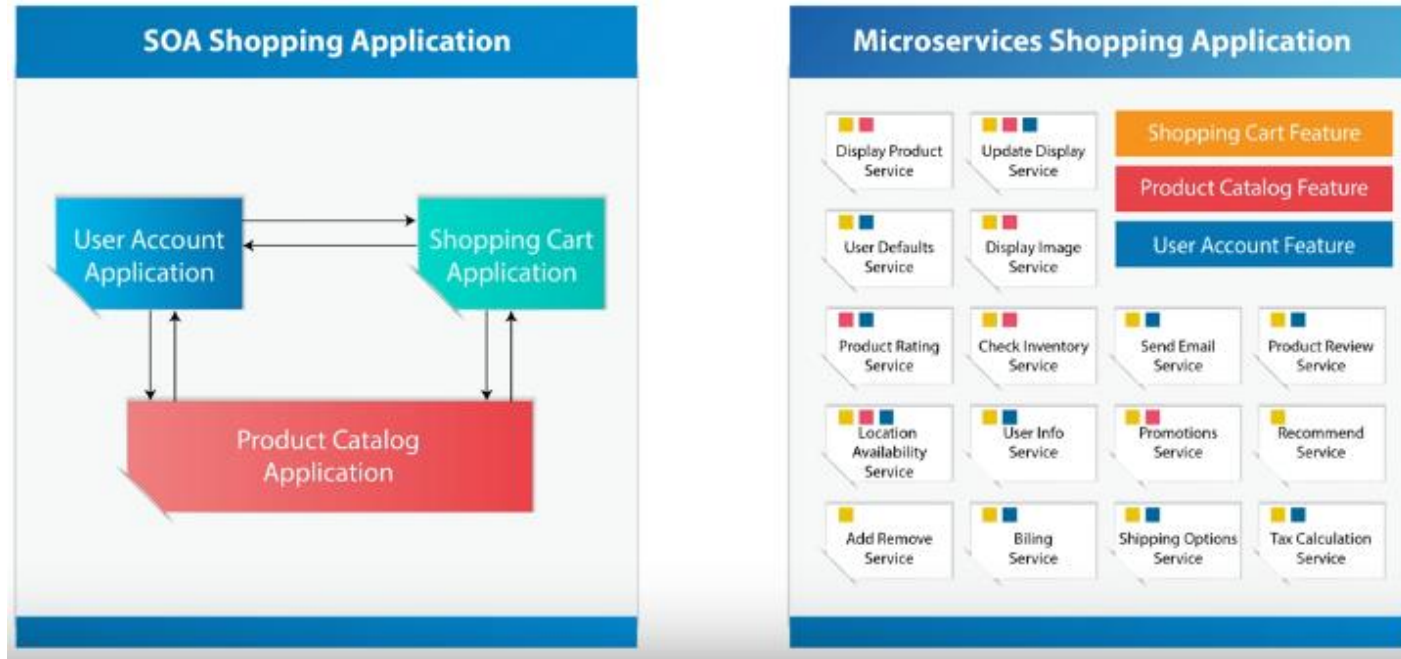 SOA Shopping Application
User Account
Application
Shopping Cart
Application
Product Catalog
Application
Microservices Shopping Application
Display Product
Service
Update Display
Service
Shopping Cart Feature
Product Catalog Feature
User Account Feature
User Defaults
Service
Display Image
Service
Product Rating
Service
Check Inventory
Service
Send Email
Service
Product Review
Service
Location
Availability
Service
User Info
Service
Promotions
Service
Recommend
Service
Add Remove
Service
Biling
Service
Shipping Options
Service
Tax Calculation
Service